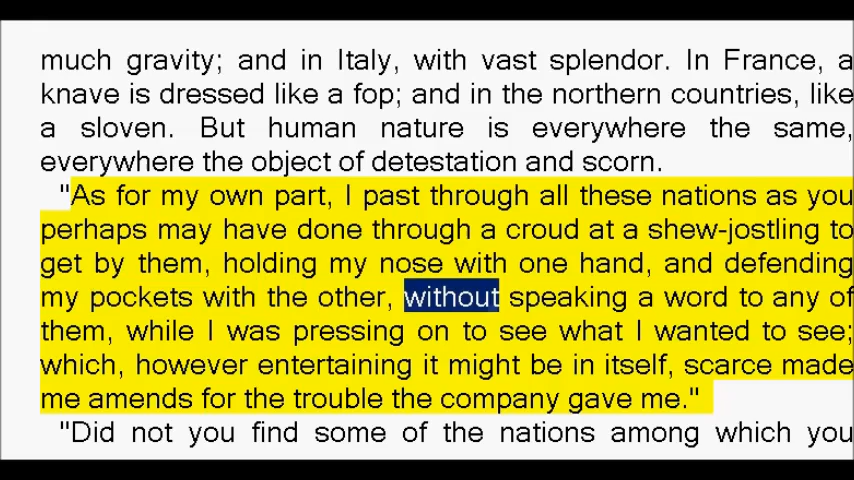 much gravity; and in Italy, with vast splendor. In France, a
knave is dressed like a fop; and in the northern countries, like
a sloven. But human nature is everywhere the same,
everywhere the object of detestation and scorn.
"As for my own part, I past through all these nations as you
perhaps may have done through a croud at a shew-jostling to
get by them, holding my nose with one hand, and defending
my pockets with the other, without speaking a word to any of
them, while I was pressing on to see what I wanted to see;
which, however entertaining it might be in itself, scarce made
me amends for the trouble the company gave me."
"Did not you find some of the nations among which you